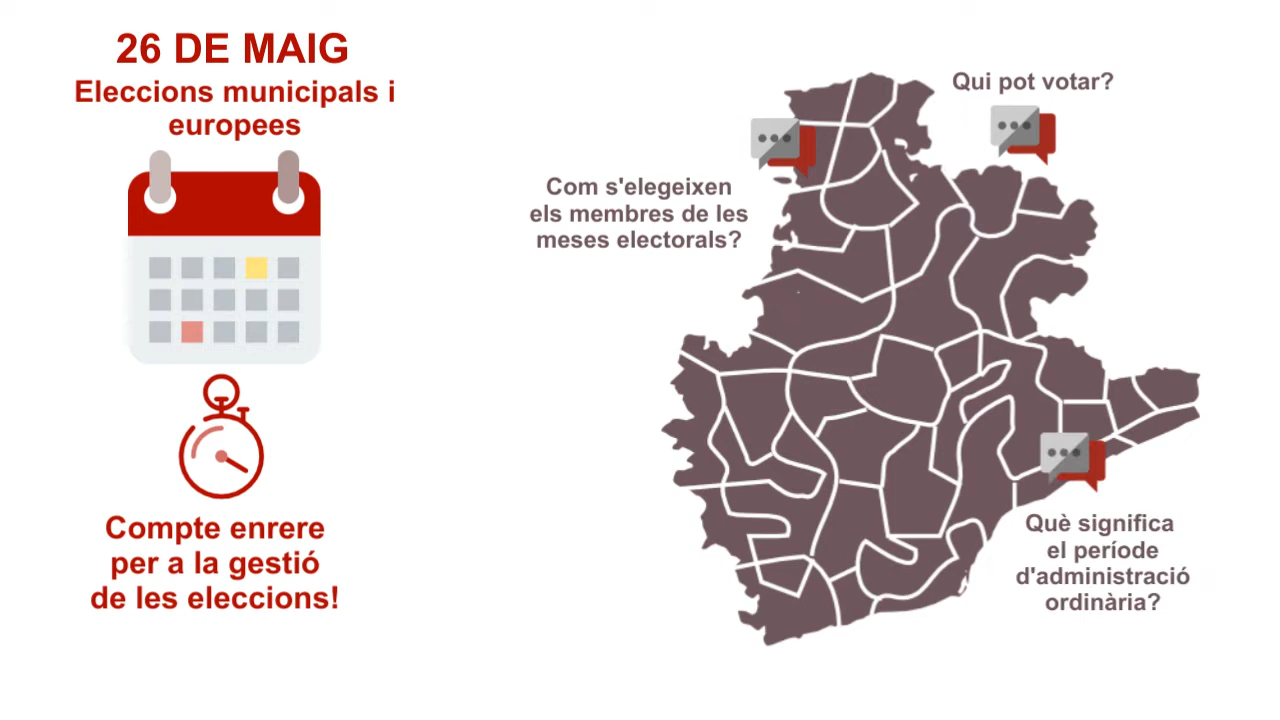 26 DE MAIG
Eleccions municipals i
europees
Compte enrere
per a la gestió
de les eleccions!
Qui pot votar?
Com s'elegeixen
els membres de les
meses electorals?
Què significa
el període
d'administració
ordinària?